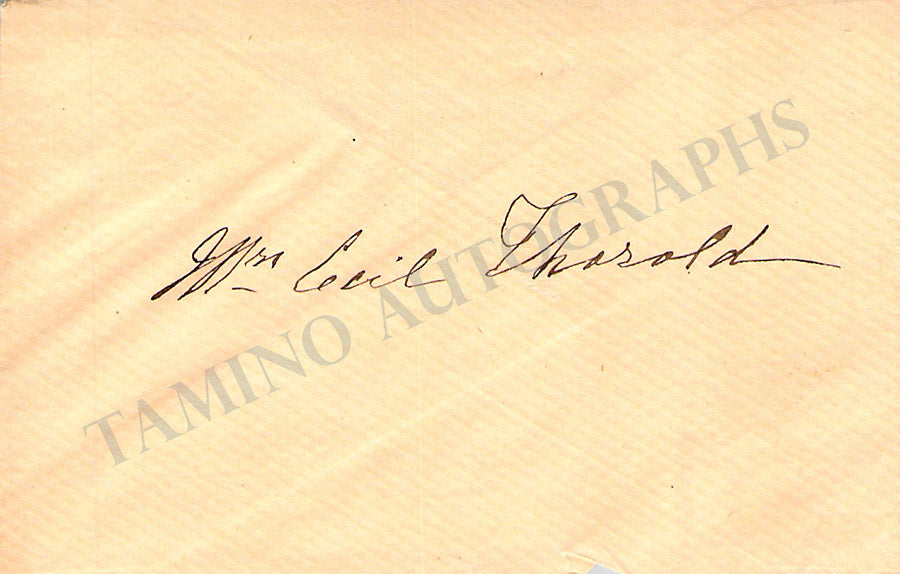 Mrs Cecil Thorold
TAMINO AUTOGRAPHS